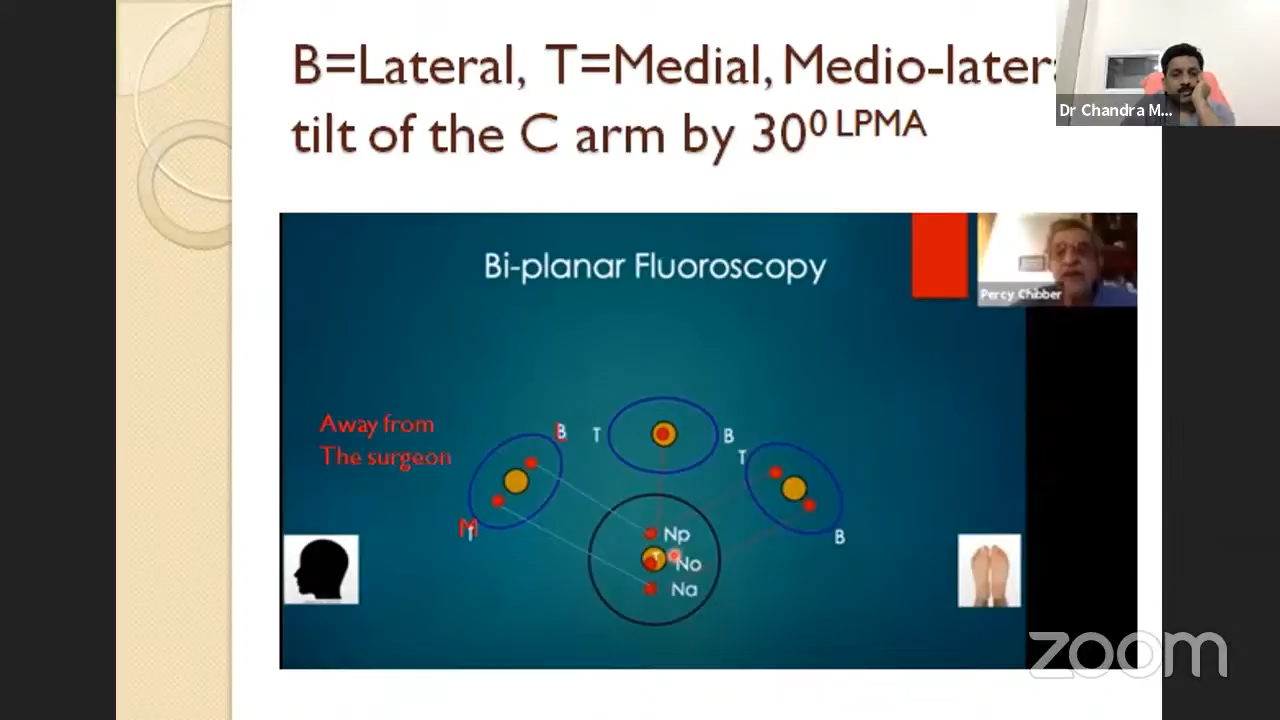 B=Lateral, T=Medial, Medio-latera
tilt of the C arm by 30⁰ LPMA
Dr Chandra M...
Bi-planar Fluoroscopy
Percy Chibber
Away from
The surgeon
B
T
B
T
M
B
Np
No
Na
zoom